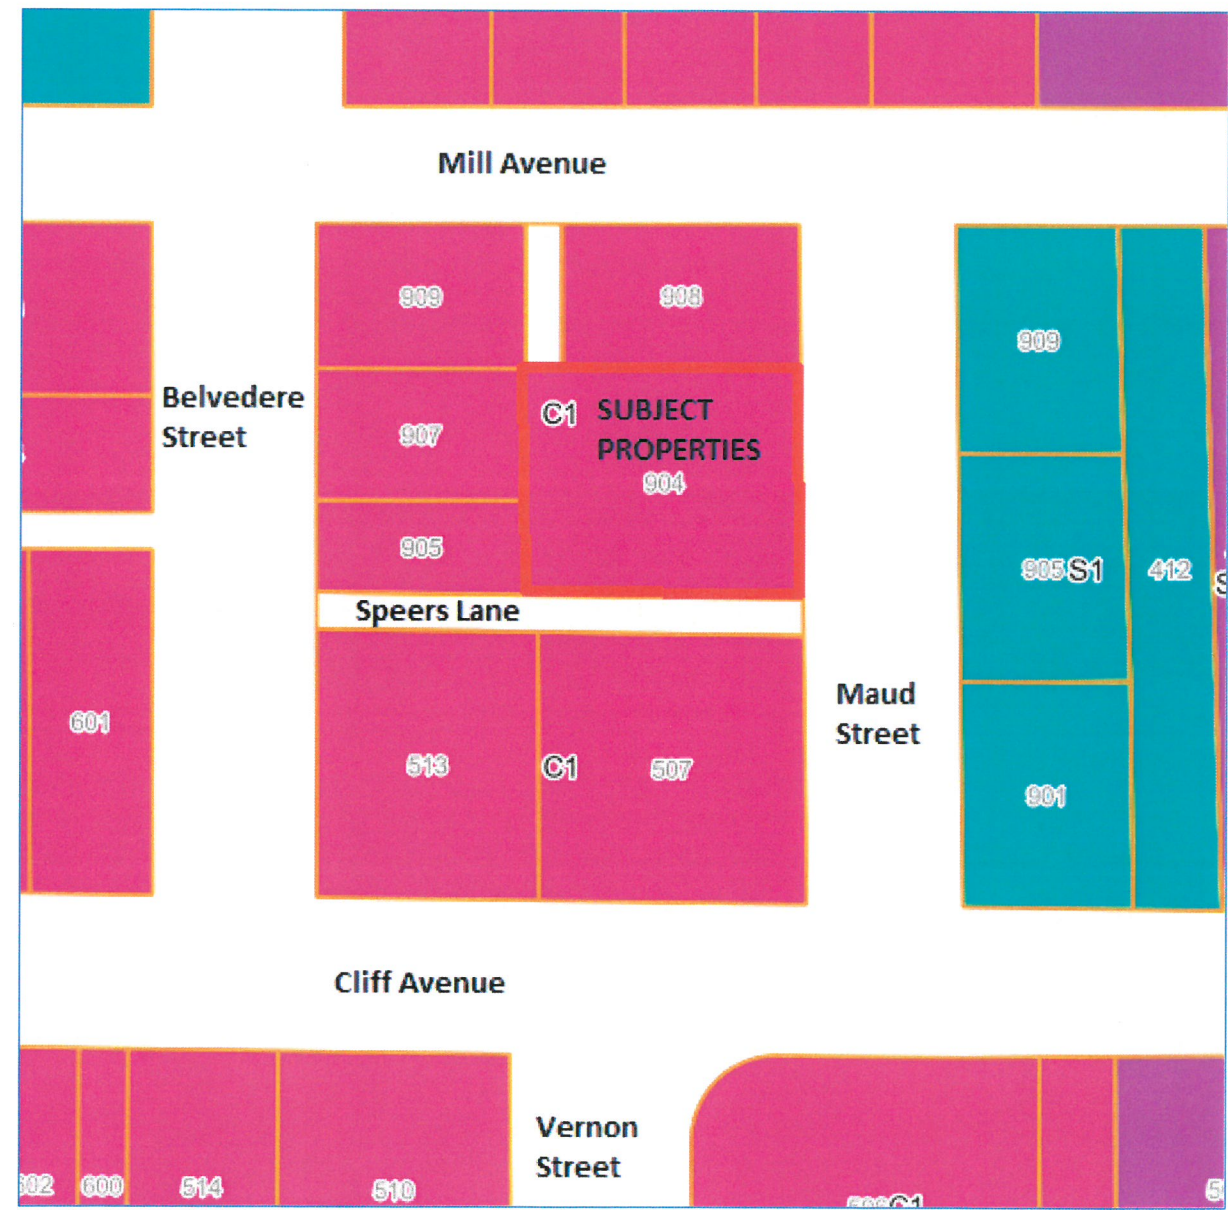 Mill Avenue
909
908
909
Belvedere
Street
C1
SUBJECT
PROPERTIES
907
904
905
905 S1
412
S
Speers Lane
Maud
Street
601
513
C1
507
901
Cliff Avenue
Vernon
Street
600
514
510
C1